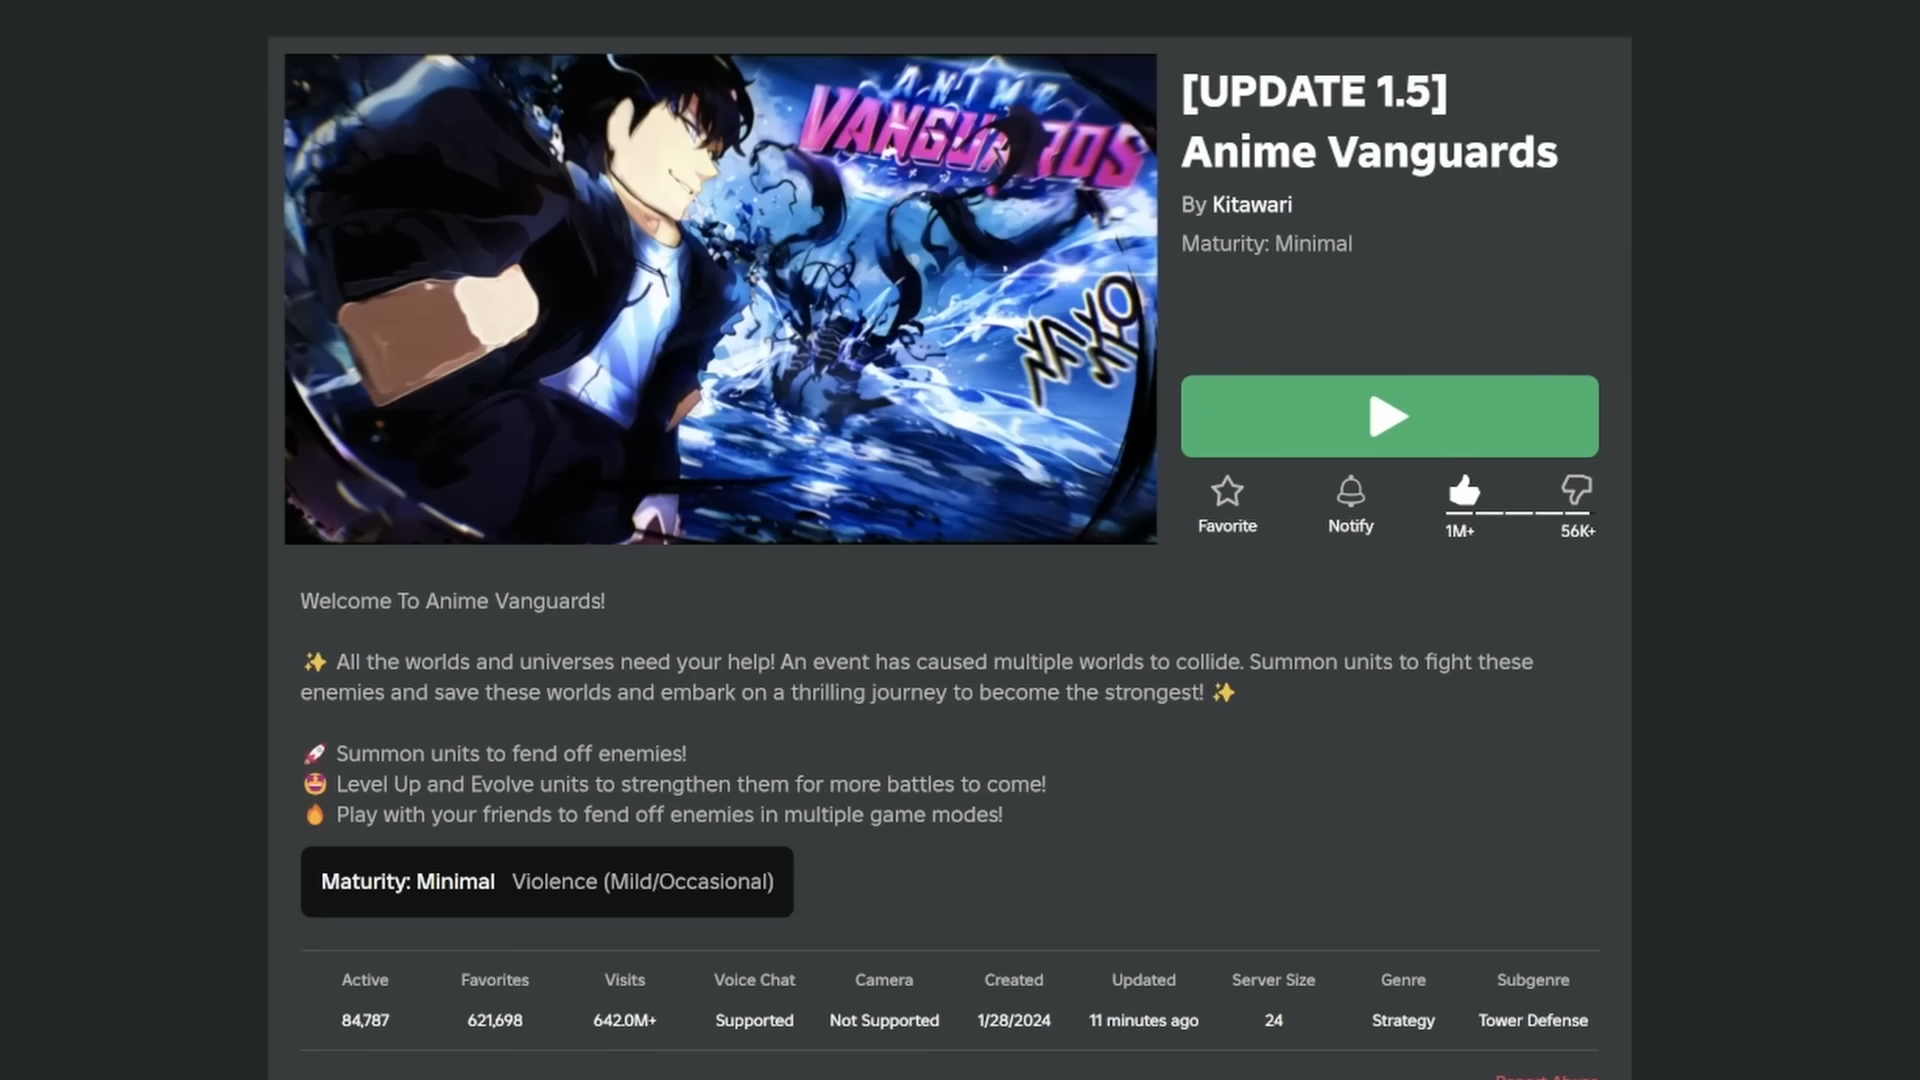 ANIME
VANGUARDS
[UPDATE 1.5]
Anime Vanguards
By Kitawari
Maturity: Minimal
Favorite
Notify
1M+
56K+
Welcome To Anime Vanguards!
✨ All the worlds and universes need your help! An event has caused multiple worlds to collide. Summon units to fight these
enemies and save these worlds and embark on a thrilling journey to become the strongest! ✨
🚀 Summon units to fend off enemies!
🤩 Level Up and Evolve units to strengthen them for more battles to come!
🔥 Play with your friends to fend off enemies in multiple game modes!
Maturity: Minimal Violence (Mild/Occasional)
Active Favorites Visits Voice Chat Camera Created Updated Server Size Genre Subgenre
84,787 621,698 642.0M+ Supported Not Supported 1/28/2024 11 minutes ago 24 Strategy Tower Defense
Report Abuse